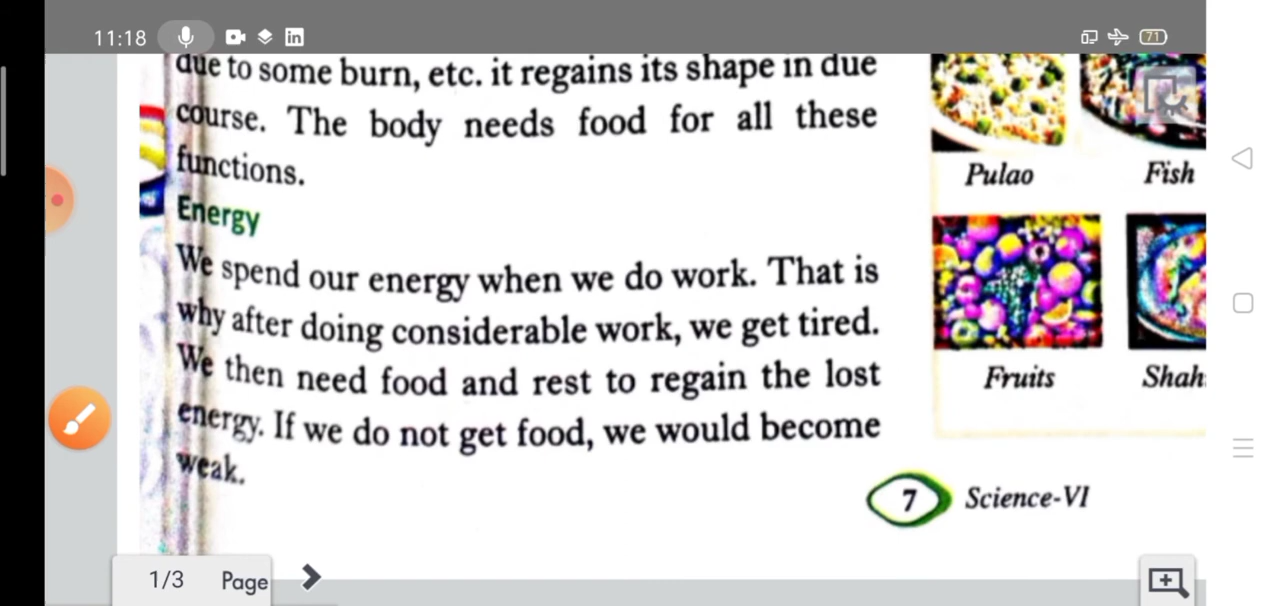 11:18
71
due to some burn, etc. it regains its shape in due
course. The body needs food for all these
functions.
Energy
We spend our energy when we do work. That is
why after doing considerable work, we get tired.
We then need food and rest to regain the lost
energy. If we do not get food, we would become
weak.
Pulao
Fish
Fruits
Shah
7 Science-VI
1/3 Page